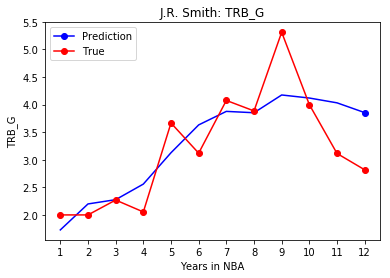 J.R. Smith: TRB_G
Prediction
True
5.5
5.0
4.5
4.0
3.5
3.0
2.5
2.0
TRB_G
1 2 3 4 5 6 7 8 9 10 11 12
Years in NBA